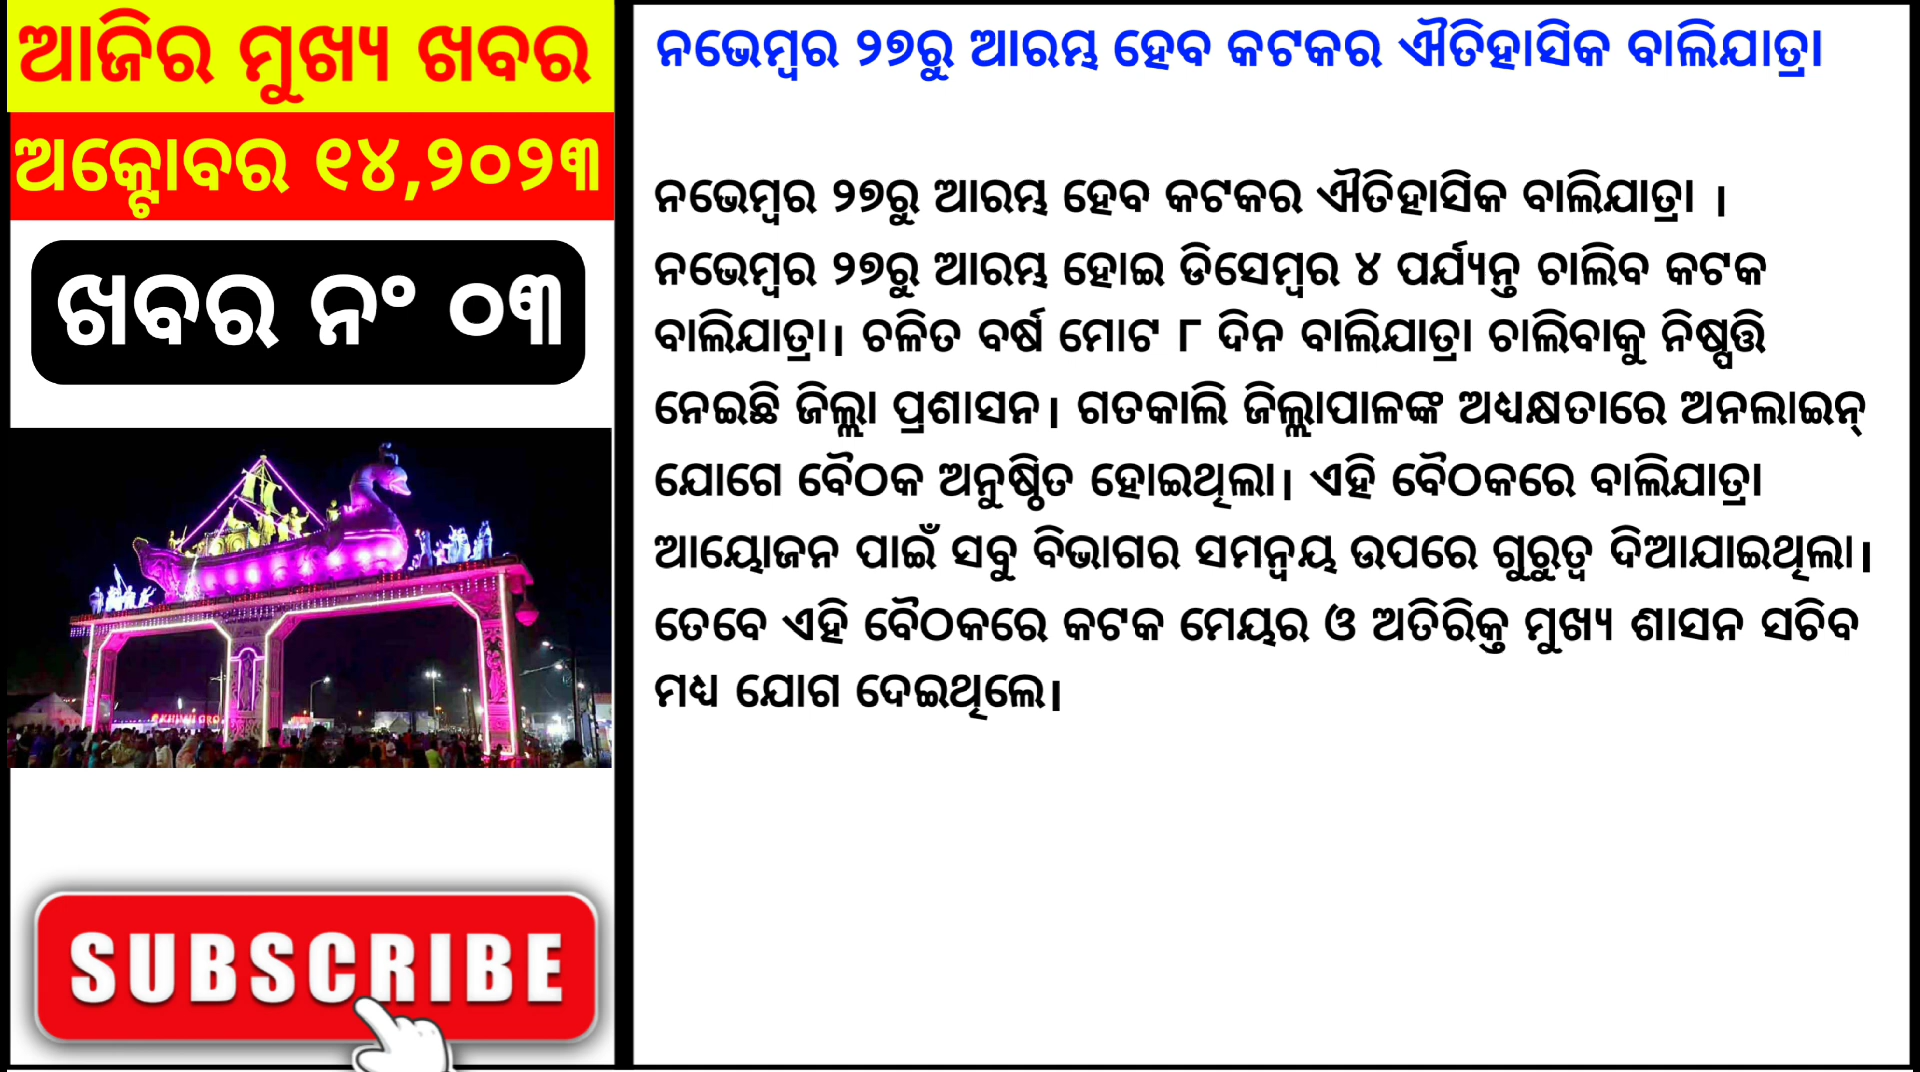 ଆଜିର ମୁଖ୍ୟ ଖବର
ଅକ୍ଟୋବର ୧୪,୨୦୨୩
ଖବର ନଂ ୦୩
SUBSCRIBE
ନଭେମ୍ବର ୨୭ରୁ ଆରମ୍ଭ ହେବ କଟକର ଐତିହାସିକ ବାଲିଯାତ୍ରା
ନଭେମ୍ବର ୨୭ରୁ ଆରମ୍ଭ ହେବ କଟକର ଐତିହାସିକ ବାଲିଯାତ୍ରା ।
ନଭେମ୍ବର ୨୭ରୁ ଆରମ୍ଭ ହୋଇ ଡିସେମ୍ବର ୪ ପର୍ଯ୍ୟନ୍ତ ଚାଲିବ କଟକ
ବାଲିଯାତ୍ରା। ଚଳିତ ବର୍ଷ ମୋଟ ୮ ଦିନ ବାଲିଯାତ୍ରା ଚାଲିବାକୁ ନିଷ୍ପତ୍ତି
ନେଇଛି ଜିଲ୍ଲା ପ୍ରଶାସନ। ଗତକାଲି ଜିଲ୍ଲାପାଳଙ୍କ ଅଧ୍ୟକ୍ଷତାରେ ଅନଲାଇନ୍
ଯୋଗେ ବୈଠକ ଅନୁଷ୍ଠିତ ହୋଇଥିଲା। ଏହି ବୈଠକରେ ବାଲିଯାତ୍ରା
ଆୟୋଜନ ପାଇଁ ସବୁ ବିଭାଗର ସମନ୍ୱୟ ଉପରେ ଗୁରୁତ୍ୱ ଦିଆଯାଇଥିଲା।
ତେବେ ଏହି ବୈଠକରେ କଟକ ମେୟର ଓ ଅତିରିକ୍ତ ମୁଖ୍ୟ ଶାସନ ସଚିବ
ମଧ୍ୟ ଯୋଗ ଦେଇଥିଲେ।